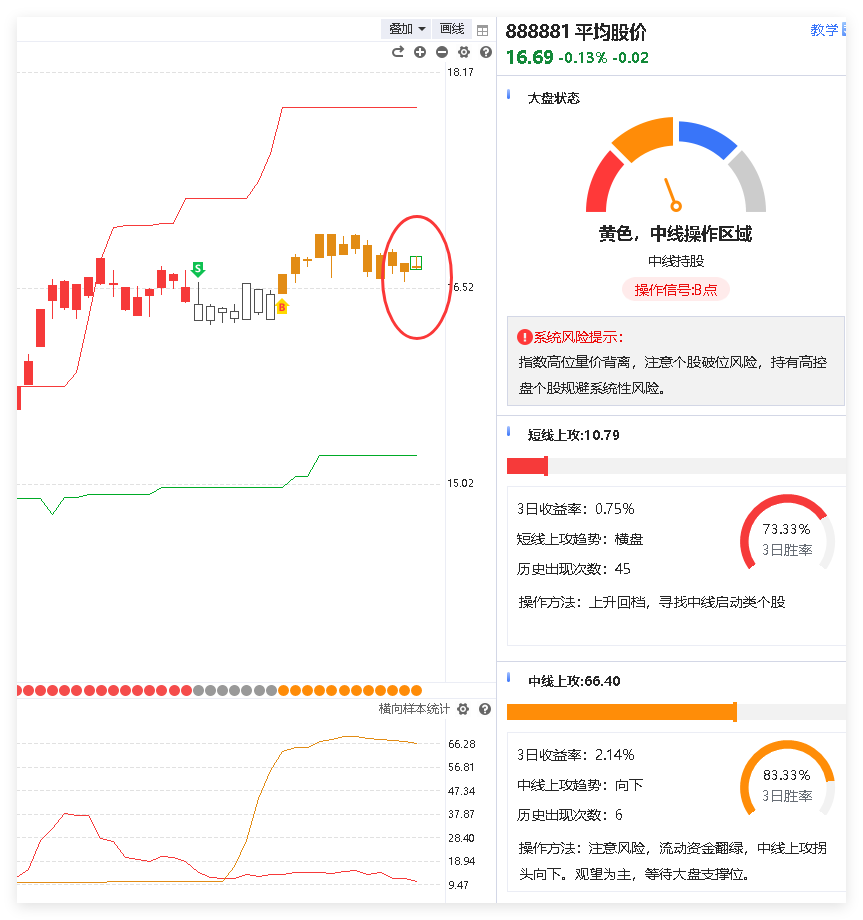 叠加 画线
18.17
S
16.52
B
15.02
横向样本统计
66.28
56.81
47.34
37.87
28.40
18.94
9.47
888881 平均股价
教学
16.69 -0.13% -0.02
大盘状态
黄色，中线操作区域
中线持股
操作信号:B点
系统风险提示：
指数高位量价背离，注意个股破位风险，持有高控
盘个股规避系统性风险。
短线上攻:10.79
3日收益率：0.75%
短线上攻趋势：横盘
历史出现次数：45
73.33%
3日胜率
操作方法：上升回档，寻找中线启动类个股
中线上攻:66.40
3日收益率：2.14%
中线上攻趋势：向下
历史出现次数：6
83.33%
3日胜率
操作方法：注意风险，流动资金翻绿，中线上攻拐
头向下。观望为主，等待大盘支撑位。